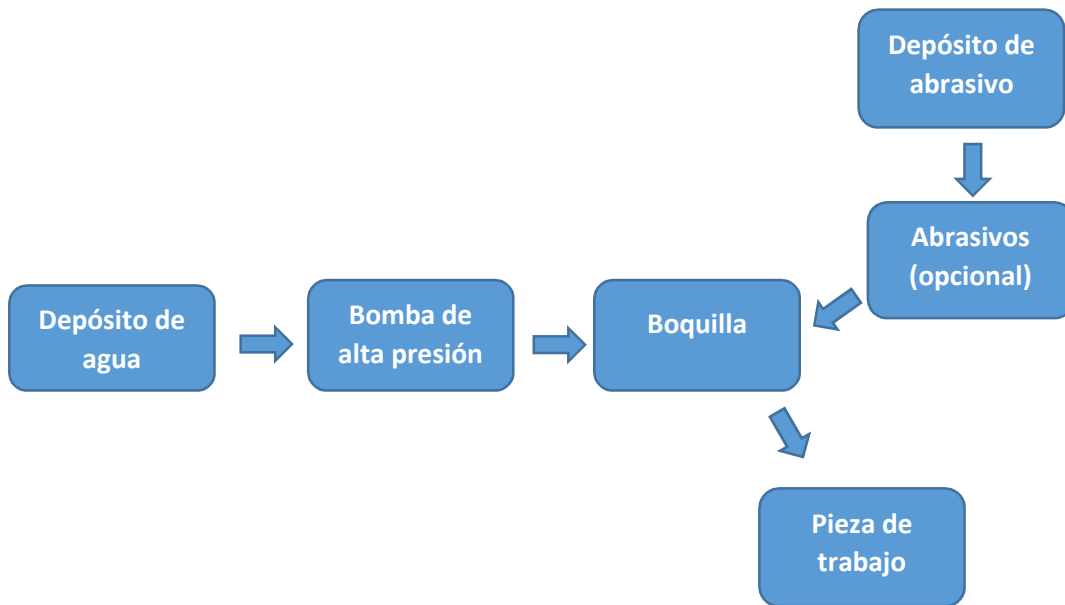 Depósito de
abrasivo
Abrasivos
(opcional)
Depósito de
agua
Bomba de
alta presión
Boquilla
Pieza de
trabajo